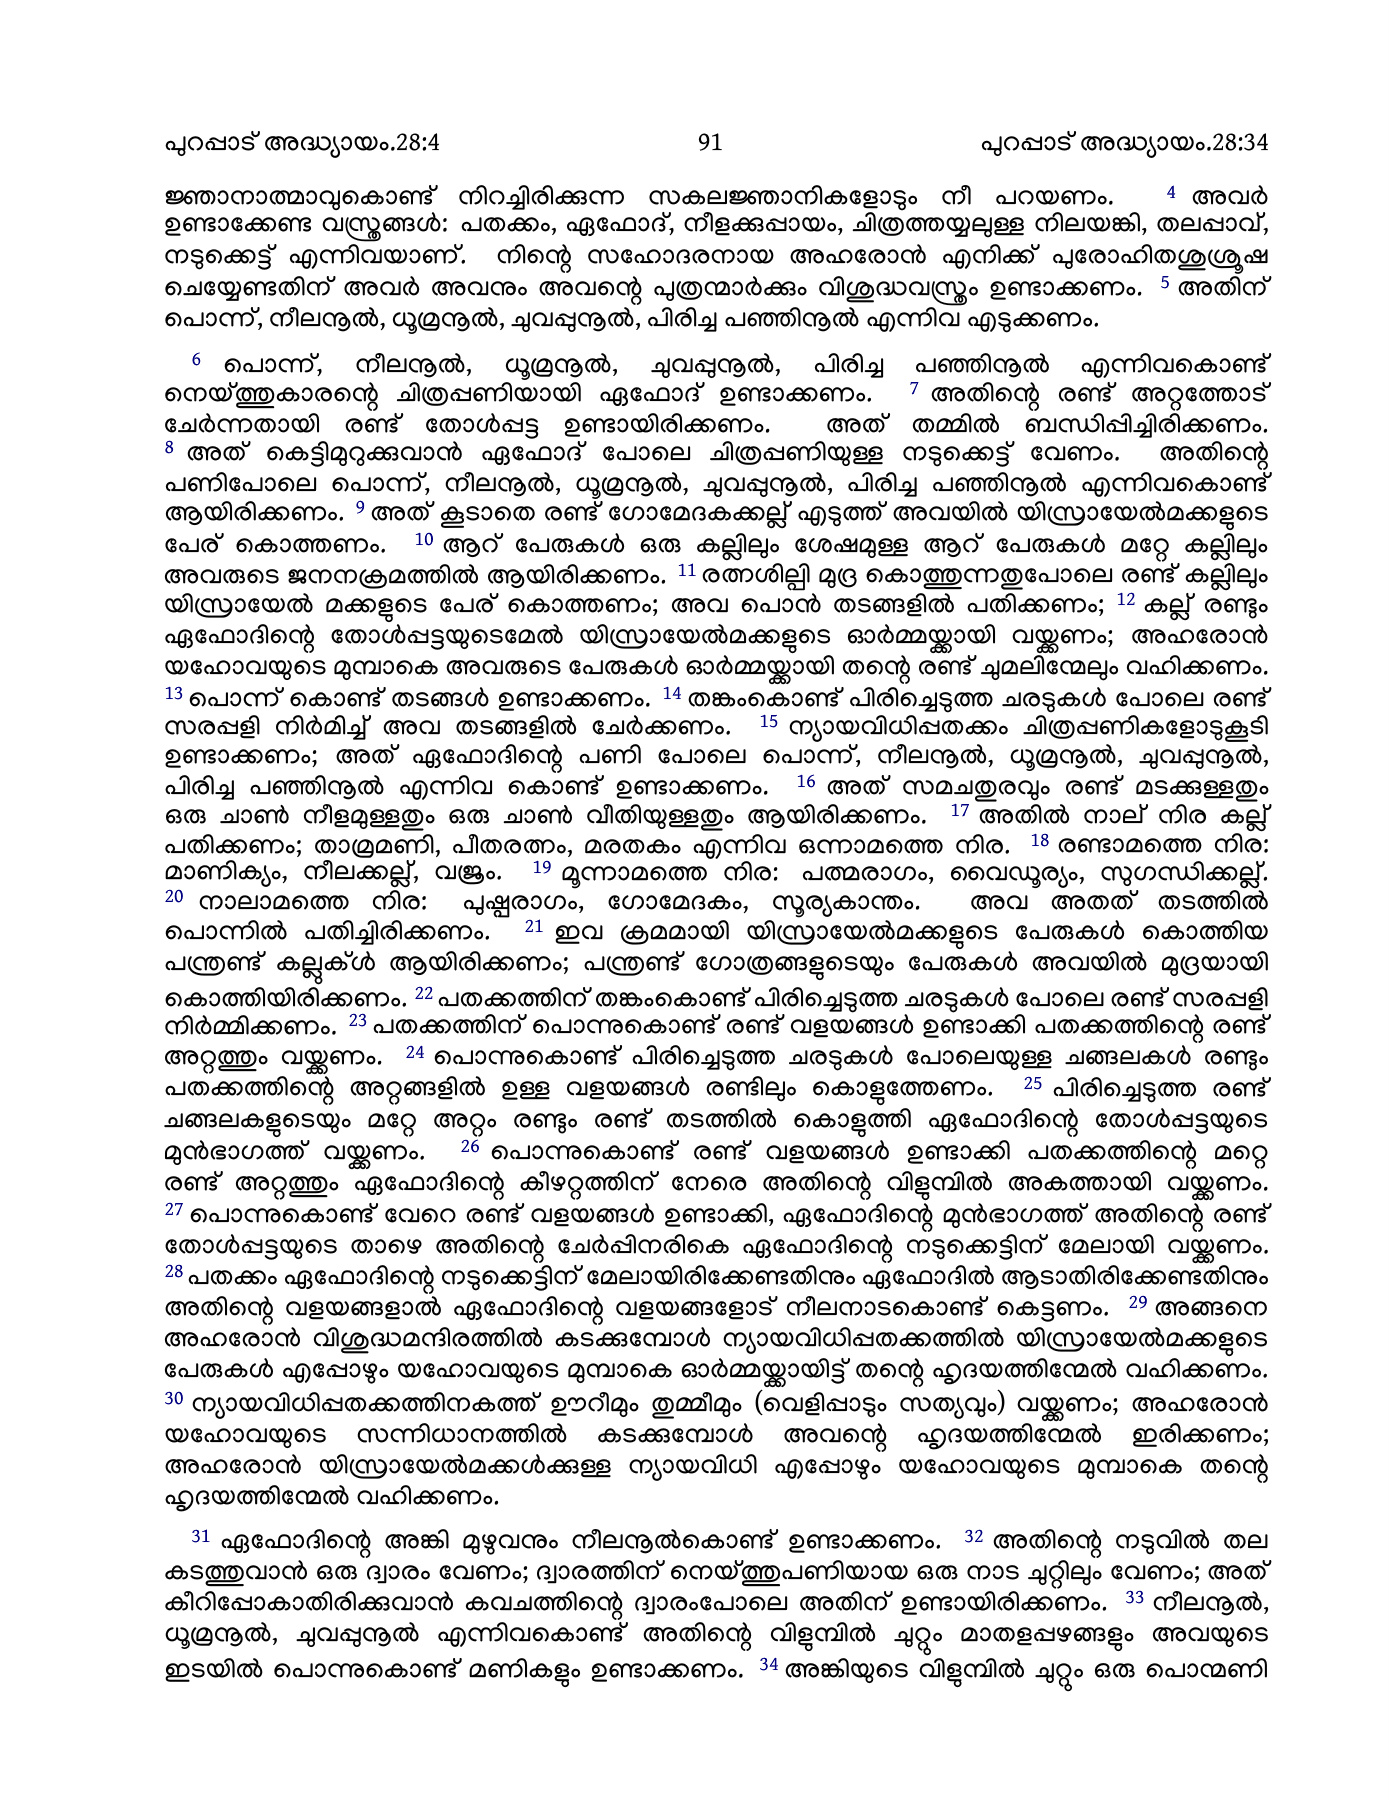 പുറപ്പാട് അദ്ധ്യായം.28:4 91 പുറപ്പാട് അദ്ധ്യായം.28:34
ജ്ഞാനാത്മാവുകൊണ്ട് നിറച്ചിരിക്കുന്ന സകലജ്ഞാനികളോടും നീ പറയണം. 4 അവർ
ഉണ്ടാക്കേണ്ട വസ്ത്രങ്ങൾ: പതക്കം, ഏഫോദ്, നീളക്കുപ്പായം, ചിത്രത്തയ്യലുള്ള നിലയങ്കി, തലപ്പാവ്,
നടുക്കെട്ട് എന്നിവയാണ്. നിന്റെ സഹോദരനായ അഹരോൻ എനിക്ക് പുരോഹിതശുശ്രൂഷ
ചെയ്യേണ്ടതിന് അവർ അവനും അവന്റെ പുത്രന്മാർക്കും വിശുദ്ധവസ്ത്രം ഉണ്ടാക്കണം. 5 അതിന്
പൊന്ന്, നീലനൂൽ, ധൂമ്രനൂൽ, ചുവപ്പുനൂൽ, പിരിച്ച പഞ്ഞിനൂൽ എന്നിവ എടുക്കണം.
6 പൊന്ന്, നീലനൂൽ, ധൂമ്രനൂൽ, ചുവപ്പുനൂൽ, പിരിച്ച പഞ്ഞിനൂൽ എന്നിവകൊണ്ട്
നെയ്ത്തുകാരന്റെ ചിത്രപ്പണിയായി ഏഫോദ് ഉണ്ടാക്കണം. 7 അതിന്റെ രണ്ട് അറ്റത്തോട്
ചേർന്നതായി രണ്ട് തോൾപ്പട്ട ഉണ്ടായിരിക്കണം. അത് തമ്മിൽ ബന്ധിപ്പിച്ചിരിക്കണം.
8 അത് കെട്ടിമുറുക്കുവാൻ ഏഫോദ് പോലെ ചിത്രപ്പണിയുള്ള നടുക്കെട്ട് വേണം. അതിന്റെ
പണിപോലെ പൊന്ന്, നീലനൂൽ, ധൂമ്രനൂൽ, ചുവപ്പുനൂൽ, പിരിച്ച പഞ്ഞിനൂൽ എന്നിവകൊണ്ട്
ആയിരിക്കണം. 9 അത് കൂടാതെ രണ്ട് ഗോമേദകക്കല്ല് എടുത്ത് അവയിൽ യിസ്രായേൽമക്കളുടെ
പേര് കൊത്തണം. 10 ആറ് പേരുകൾ ഒരു കല്ലിലും ശേഷമുള്ള ആറ് പേരുകൾ മറ്റേ കല്ലിലും
അവരുടെ ജനനക്രമത്തിൽ ആയിരിക്കണം. 11 രത്നശില്പി മുദ്ര കൊത്തുന്നതുപോലെ രണ്ട് കല്ലിലും
യിസ്രായേൽ മക്കളുടെ പേര് കൊത്തണം; അവ പൊൻ തടങ്ങളിൽ പതിക്കണം; 12 കല്ല് രണ്ടും
ഏഫോദിന്റെ തോൾപ്പട്ടയുടെമേൽ യിസ്രായേൽമക്കളുടെ ഓർമ്മയ്ക്കായി വയ്ക്കണം; അഹരോൻ
യഹോവയുടെ മുമ്പാകെ അവരുടെ പേരുകൾ ഓർമ്മയ്ക്കായി തന്റെ രണ്ട് ചുമലിന്മേലും വഹിക്കണം.
13 പൊന്ന് കൊണ്ട് തടങ്ങൾ ഉണ്ടാക്കണം. 14 തങ്കംകൊണ്ട് പിരിച്ചെടുത്ത ചരടുകൾ പോലെ രണ്ട്
സരപ്പളി നിർമിച്ച് അവ തടങ്ങളിൽ ചേർക്കണം. 15 ന്യായവിധിപ്പതക്കം ചിത്രപ്പണികളോടുകൂടി
ഉണ്ടാക്കണം; അത് ഏഫോദിന്റെ പണി പോലെ പൊന്ന്, നീലനൂൽ, ധൂമ്രനൂൽ, ചുവപ്പുനൂൽ,
പിരിച്ച പഞ്ഞിനൂൽ എന്നിവ കൊണ്ട് ഉണ്ടാക്കണം. 16 അത് സമചതുരവും രണ്ട് മടക്കുള്ളതും
ഒരു ചാൺ നീളമുള്ളതും ഒരു ചാൺ വീതിയുള്ളതും ആയിരിക്കണം. 17 അതിൽ നാല് നിര കല്ല്
പതിക്കണം; താമ്രമണി, പീതരത്നം, മരതകം എന്നിവ ഒന്നാമത്തെ നിര. 18 രണ്ടാമത്തെ നിര:
മാണിക്യം, നീലക്കല്ല്, വജ്രം. 19 മൂന്നാമത്തെ നിര: പത്മരാഗം, വൈഡൂര്യം, സുഗന്ധിക്കല്ല്.
20 നാലാമത്തെ നിര: പുഷ്പരാഗം, ഗോമേദകം, സൂര്യകാന്തം. അവ അതത് തടത്തിൽ
പൊന്നിൽ പതിച്ചിരിക്കണം. 21 ഇവ ക്രമമായി യിസ്രായേൽമക്കളുടെ പേരുകൾ കൊത്തിയ
പന്ത്രണ്ട് കല്ലുക്ൾ ആയിരിക്കണം; പന്ത്രണ്ട് ഗോത്രങ്ങളുടെയും പേരുകൾ അവയിൽ മുദ്രയായി
കൊത്തിയിരിക്കണം. 22 പതക്കത്തിന് തങ്കംകൊണ്ട് പിരിച്ചെടുത്ത ചരടുകൾ പോലെ രണ്ട് സരപ്പളി
നിർമ്മിക്കണം. 23 പതക്കത്തിന് പൊന്നുകൊണ്ട് രണ്ട് വളയങ്ങൾ ഉണ്ടാക്കി പതക്കത്തിന്റെ രണ്ട്
അറ്റത്തും വയ്ക്കണം. 24 പൊന്നുകൊണ്ട് പിരിച്ചെടുത്ത ചരടുകൾ പോലെയുള്ള ചങ്ങലകൾ രണ്ടും
പതക്കത്തിന്റെ അറ്റങ്ങളിൽ ഉള്ള വളയങ്ങൾ രണ്ടിലും കൊളുത്തേണം. 25 പിരിച്ചെടുത്ത രണ്ട്
ചങ്ങലകളുടെയും മറ്റേ അറ്റം രണ്ടും രണ്ട് തടത്തിൽ കൊളുത്തി ഏഫോദിന്റെ തോൾപ്പട്ടയുടെ
മുൻഭാഗത്ത് വയ്ക്കണം. 26 പൊന്നുകൊണ്ട് രണ്ട് വളയങ്ങൾ ഉണ്ടാക്കി പതക്കത്തിന്റെ മറ്റെ
രണ്ട് അറ്റത്തും ഏഫോദിന്റെ കീഴറ്റത്തിന് നേരെ അതിന്റെ വിളുമ്പിൽ അകത്തായി വയ്ക്കണം.
27 പൊന്നുകൊണ്ട് വേറെ രണ്ട് വളയങ്ങൾ ഉണ്ടാക്കി, ഏഫോദിന്റെ മുൻഭാഗത്ത് അതിന്റെ രണ്ട്
തോൾപ്പട്ടയുടെ താഴെ അതിന്റെ ചേർപ്പിനരികെ ഏഫോദിന്റെ നടുക്കെട്ടിന് മേലായി വയ്ക്കണം.
28 പതക്കം ഏഫോദിന്റെ നടുക്കെട്ടിന് മേലായിരിക്കേണ്ടതിനും ഏഫോദിൽ ആടാതിരിക്കേണ്ടതിനും
അതിന്റെ വളയങ്ങളാൽ ഏഫോദിന്റെ വളയങ്ങളോട് നീലനാടകൊണ്ട് കെട്ടണം. 29 അങ്ങനെ
അഹരോൻ വിശുദ്ധമന്ദിരത്തിൽ കടക്കുമ്പോൾ ന്യായവിധിപ്പതക്കത്തിൽ യിസ്രായേൽമക്കളുടെ
പേരുകൾ എപ്പോഴും യഹോവയുടെ മുമ്പാകെ ഓർമ്മയ്ക്കായിട്ട് തന്റെ ഹൃദയത്തിന്മേൽ വഹിക്കണം.
30 ന്യായവിധിപ്പതക്കത്തിനകത്ത് ഊറീമും തുമ്മീമും (വെളിപ്പാടും സത്യവും) വയ്ക്കണം; അഹരോൻ
യഹോവയുടെ സന്നിധാനത്തിൽ കടക്കുമ്പോൾ അവന്റെ ഹൃദയത്തിന്മേൽ ഇരിക്കണം;
അഹരോൻ യിസ്രായേൽമക്കൾക്കുള്ള ന്യായവിധി എപ്പോഴും യഹോവയുടെ മുമ്പാകെ തന്റെ
ഹൃദയത്തിന്മേൽ വഹിക്കണം.
31 ഏഫോദിന്റെ അങ്കി മുഴുവനും നീലനൂൽകൊണ്ട് ഉണ്ടാക്കണം. 32 അതിന്റെ നടുവിൽ തല
കടത്തുവാൻ ഒരു ദ്വാരം വേണം; ദ്വാരത്തിന് നെയ്ത്തുപണിയായ ഒരു നാട ചുറ്റിലും വേണം; അത്
കീറിപ്പോകാതിരിക്കുവാൻ കവചത്തിന്റെ ദ്വാരംപോലെ അതിന് ഉണ്ടായിരിക്കണം. 33 നീലനൂൽ,
ധൂമ്രനൂൽ, ചുവപ്പുനൂൽ എന്നിവകൊണ്ട് അതിന്റെ വിളുമ്പിൽ ചുറ്റും മാതളപ്പഴങ്ങളും അവയുടെ
ഇടയിൽ പൊന്നുകൊണ്ട് മണികളും ഉണ്ടാക്കണം. 34 അങ്കിയുടെ വിളുമ്പിൽ ചുറ്റും ഒരു പൊന്മണി